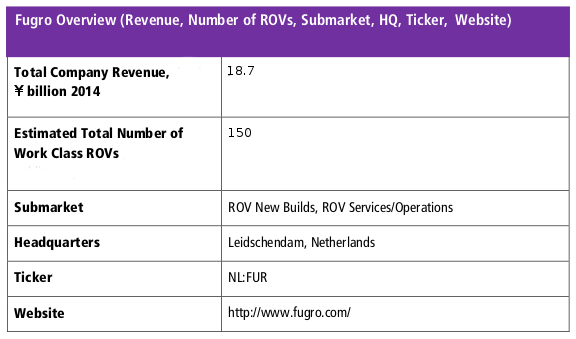 Fugro Overview (Revenue, Number of ROVs, Submarket, HQ, Ticker, Website)
Total Company Revenue,
¥ billion 2014
18.7
Estimated Total Number of
Work Class ROVs
150
Submarket
ROV New Builds, ROV Services/Operations
Headquarters
Leidschendam, Netherlands
Ticker
NL:FUR
Website
http://www.fugro.com/